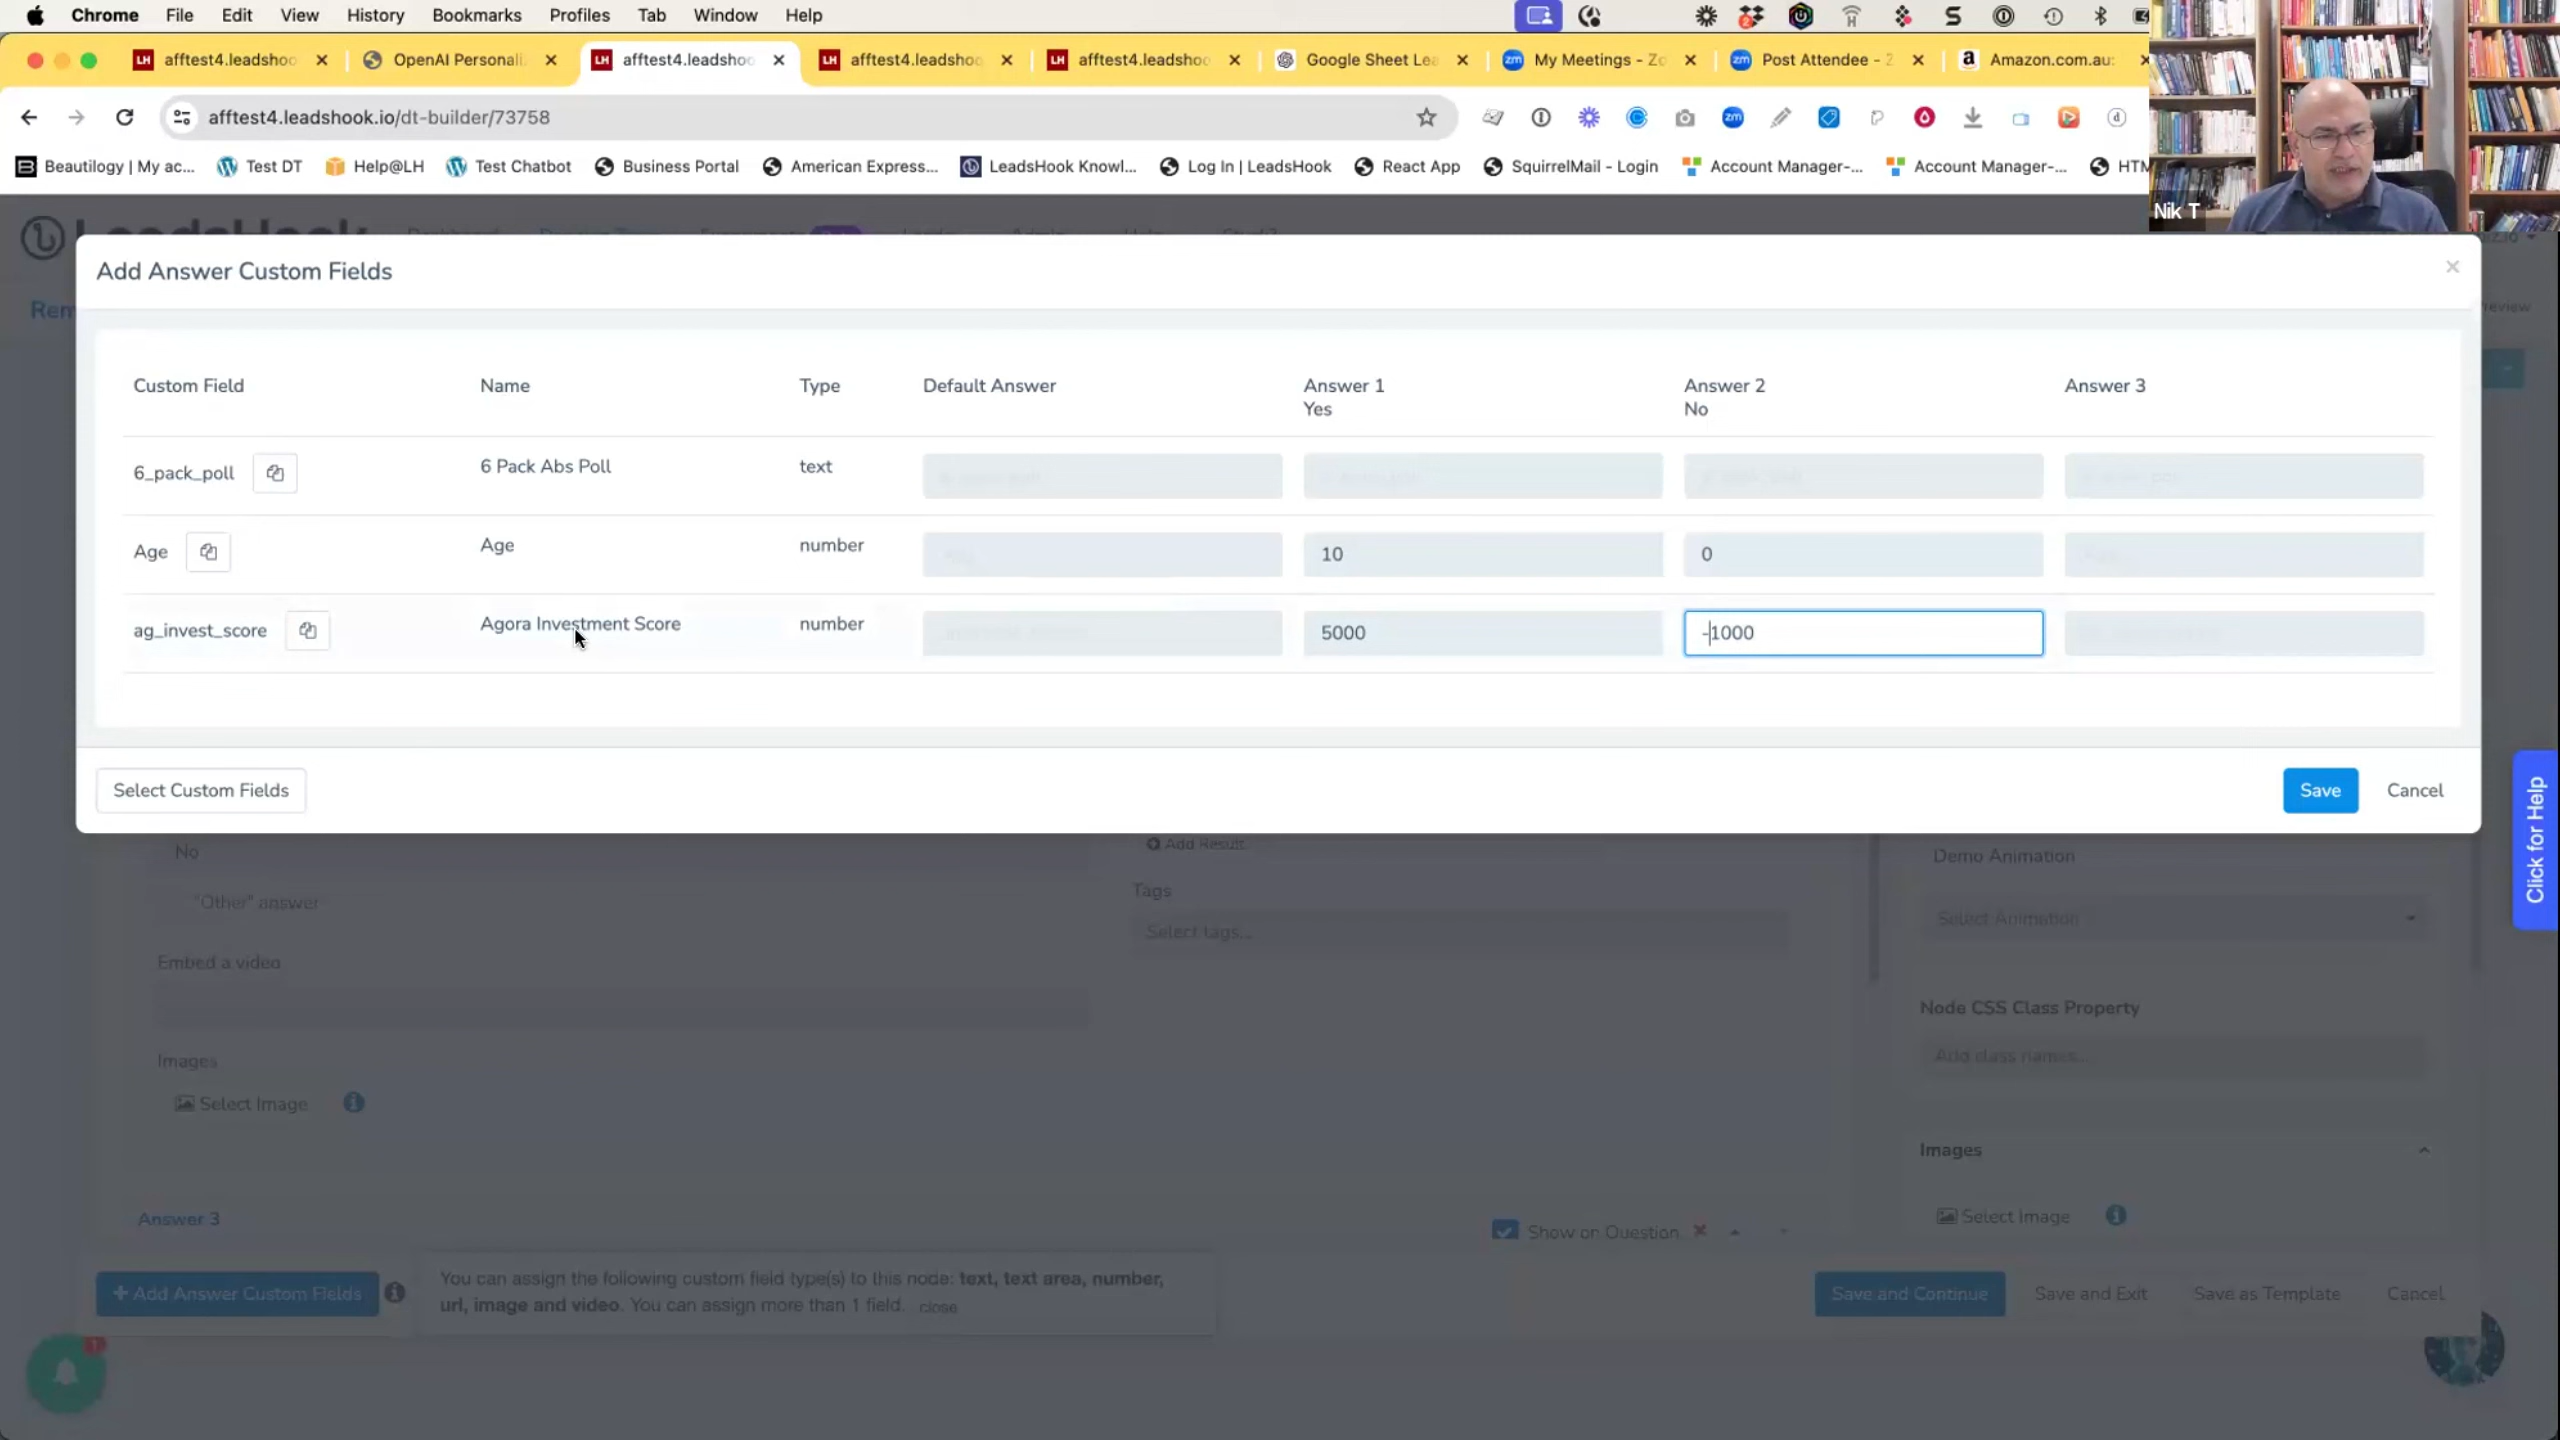 Chrome File Edit View History Bookmarks Profiles Tab Window Help
afftest4.leadshoo OpenAI Personali afftest4.leadshoo afftest4.leadshoo afftest4.leadshoo Google Sheet Lea My Meetings - Zo Post Attendee - Z Amazon.com.au:
afftest4.leadshook.io/dt-builder/73758
Beautilogy | My ac... Test DT Help@LH Test Chatbot Business Portal American Express... LeadsHook Knowl... Log In | LeadsHook React App SquirrelMail - Login Account Manager-... Account Manager-... HTM
Nik T
LeadsHook
Rem
Add Answer Custom Fields
Custom Field Name Type Default Answer Answer 1 Answer 2 Answer 3
Yes No
6_pack_poll 6 Pack Abs Poll text
Age Age number 10 0
ag_invest_score Agora Investment Score number 5000 -1000
Select Custom Fields Save Cancel
Click for Help
No Add Result Demo Animation
"Other" answer Tags Select Animation
Select tags...
Embed a video
Node CSS Class Property
Add class names...
Images
Select Image
Images
Select Image
Answer 3 Show on Question
+ Add Answer Custom Fields
You can assign the following custom field type(s) to this node: text, text area, number,
url, image and video. You can assign more than 1 field. close
Save and Continue Save and Exit Save as Template Cancel
1